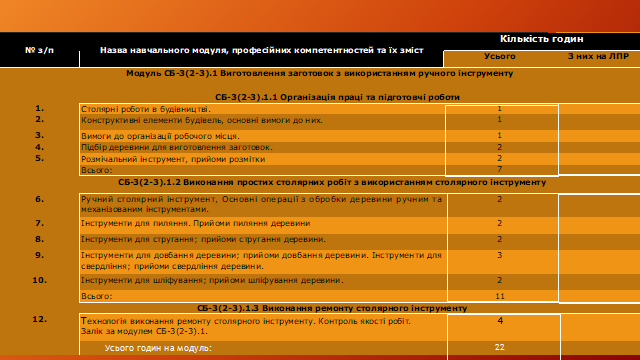 Кількість годин
№ з/п Назва навчального модуля, професійних компетентностей та їх зміст
Усього З них на ЛПР
Модуль СБ-3(2-3).1 Виготовлення заготовок з використанням ручного інструменту
СБ-3(2-3).1.1 Організація праці та підготовчі роботи
1. Столярні роботи в будівництві. 1
2. Конструктивні елементи будівель, основні вимоги до них. 1
3. Вимоги до організації робочого місця. 1
4. Підбір деревини для виготовлення заготовок. 2
5. Розмічальний інструмент, прийоми розмітки 2
Всього: 7
СБ-3(2-3).1.2 Виконання простих столярних робіт з використанням столярного інструменту
6. Ручний столярний інструмент, Основні операції з обробки деревини ручним та 2
механізованим інструментами.
7. Інструменти для пиляння. Прийоми пиляння деревини 2
8. Інструменти для стругання; прийоми стругання деревини. 2
9. Інструменти для довбання деревини; прийоми довбання деревини. Інструменти для 3
свердління; прийоми свердління деревини.
10. Інструменти для шліфування; прийоми шліфування деревини. 2
Всього: 11
СБ-3(2-3).1.3 Виконання ремонту столярного інструменту
12. Технологія виконання ремонту столярного інструменту. Контроль якості робіт. 4
Залік за модулем СБ-3(2-3).1.
Усього годин на модуль: 22